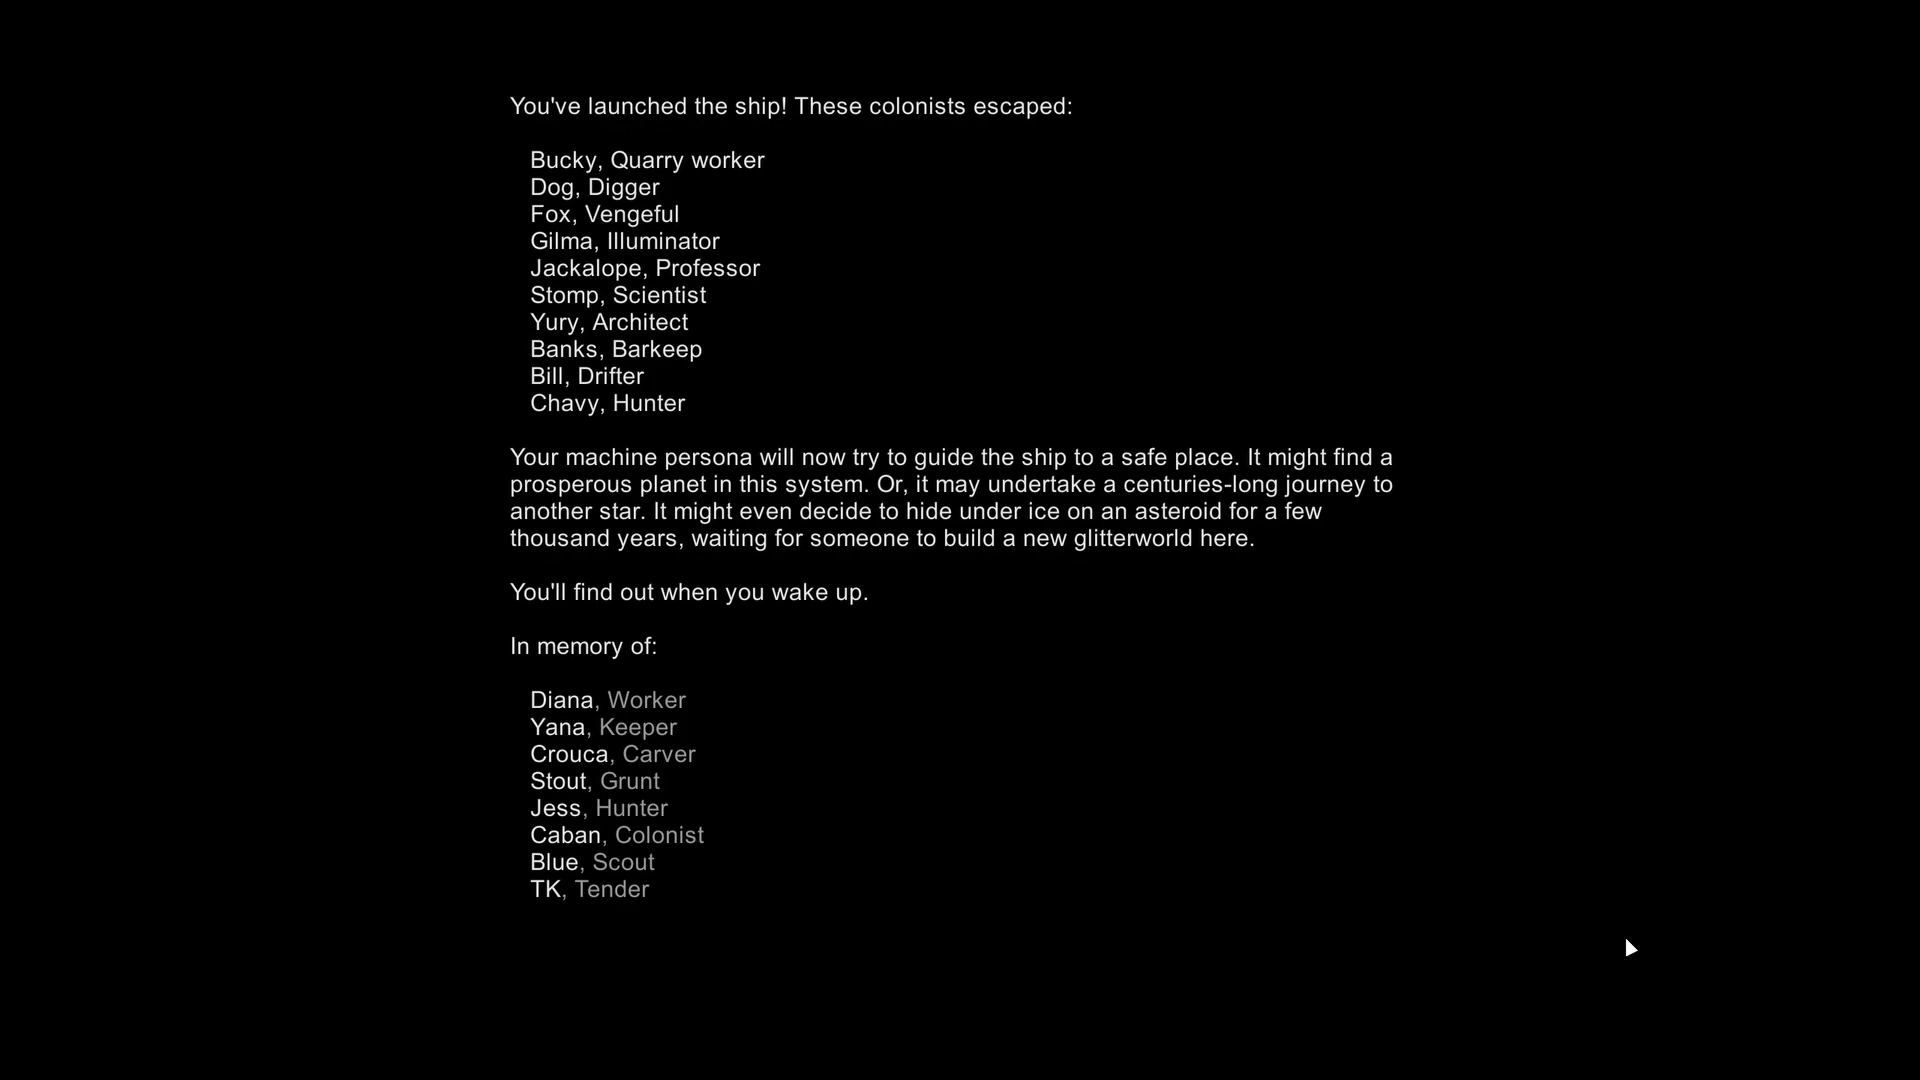 You've launched the ship! These colonists escaped:
Bucky, Quarry worker
Dog, Digger
Fox, Vengeful
Gilma, Illuminator
Jackalope, Professor
Stomp, Scientist
Yury, Architect
Banks, Barkeep
Bill, Drifter
Chavy, Hunter
Your machine persona will now try to guide the ship to a safe place. It might find a
prosperous planet in this system. Or, it may undertake a centuries-long journey to
another star. It might even decide to hide under ice on an asteroid for a few
thousand years, waiting for someone to build a new glitterworld here.
You'll find out when you wake up.
In memory of:
Diana, Worker
Yana, Keeper
Crouca, Carver
Stout, Grunt
Jess, Hunter
Caban, Colonist
Blue, Scout
TK, Tender